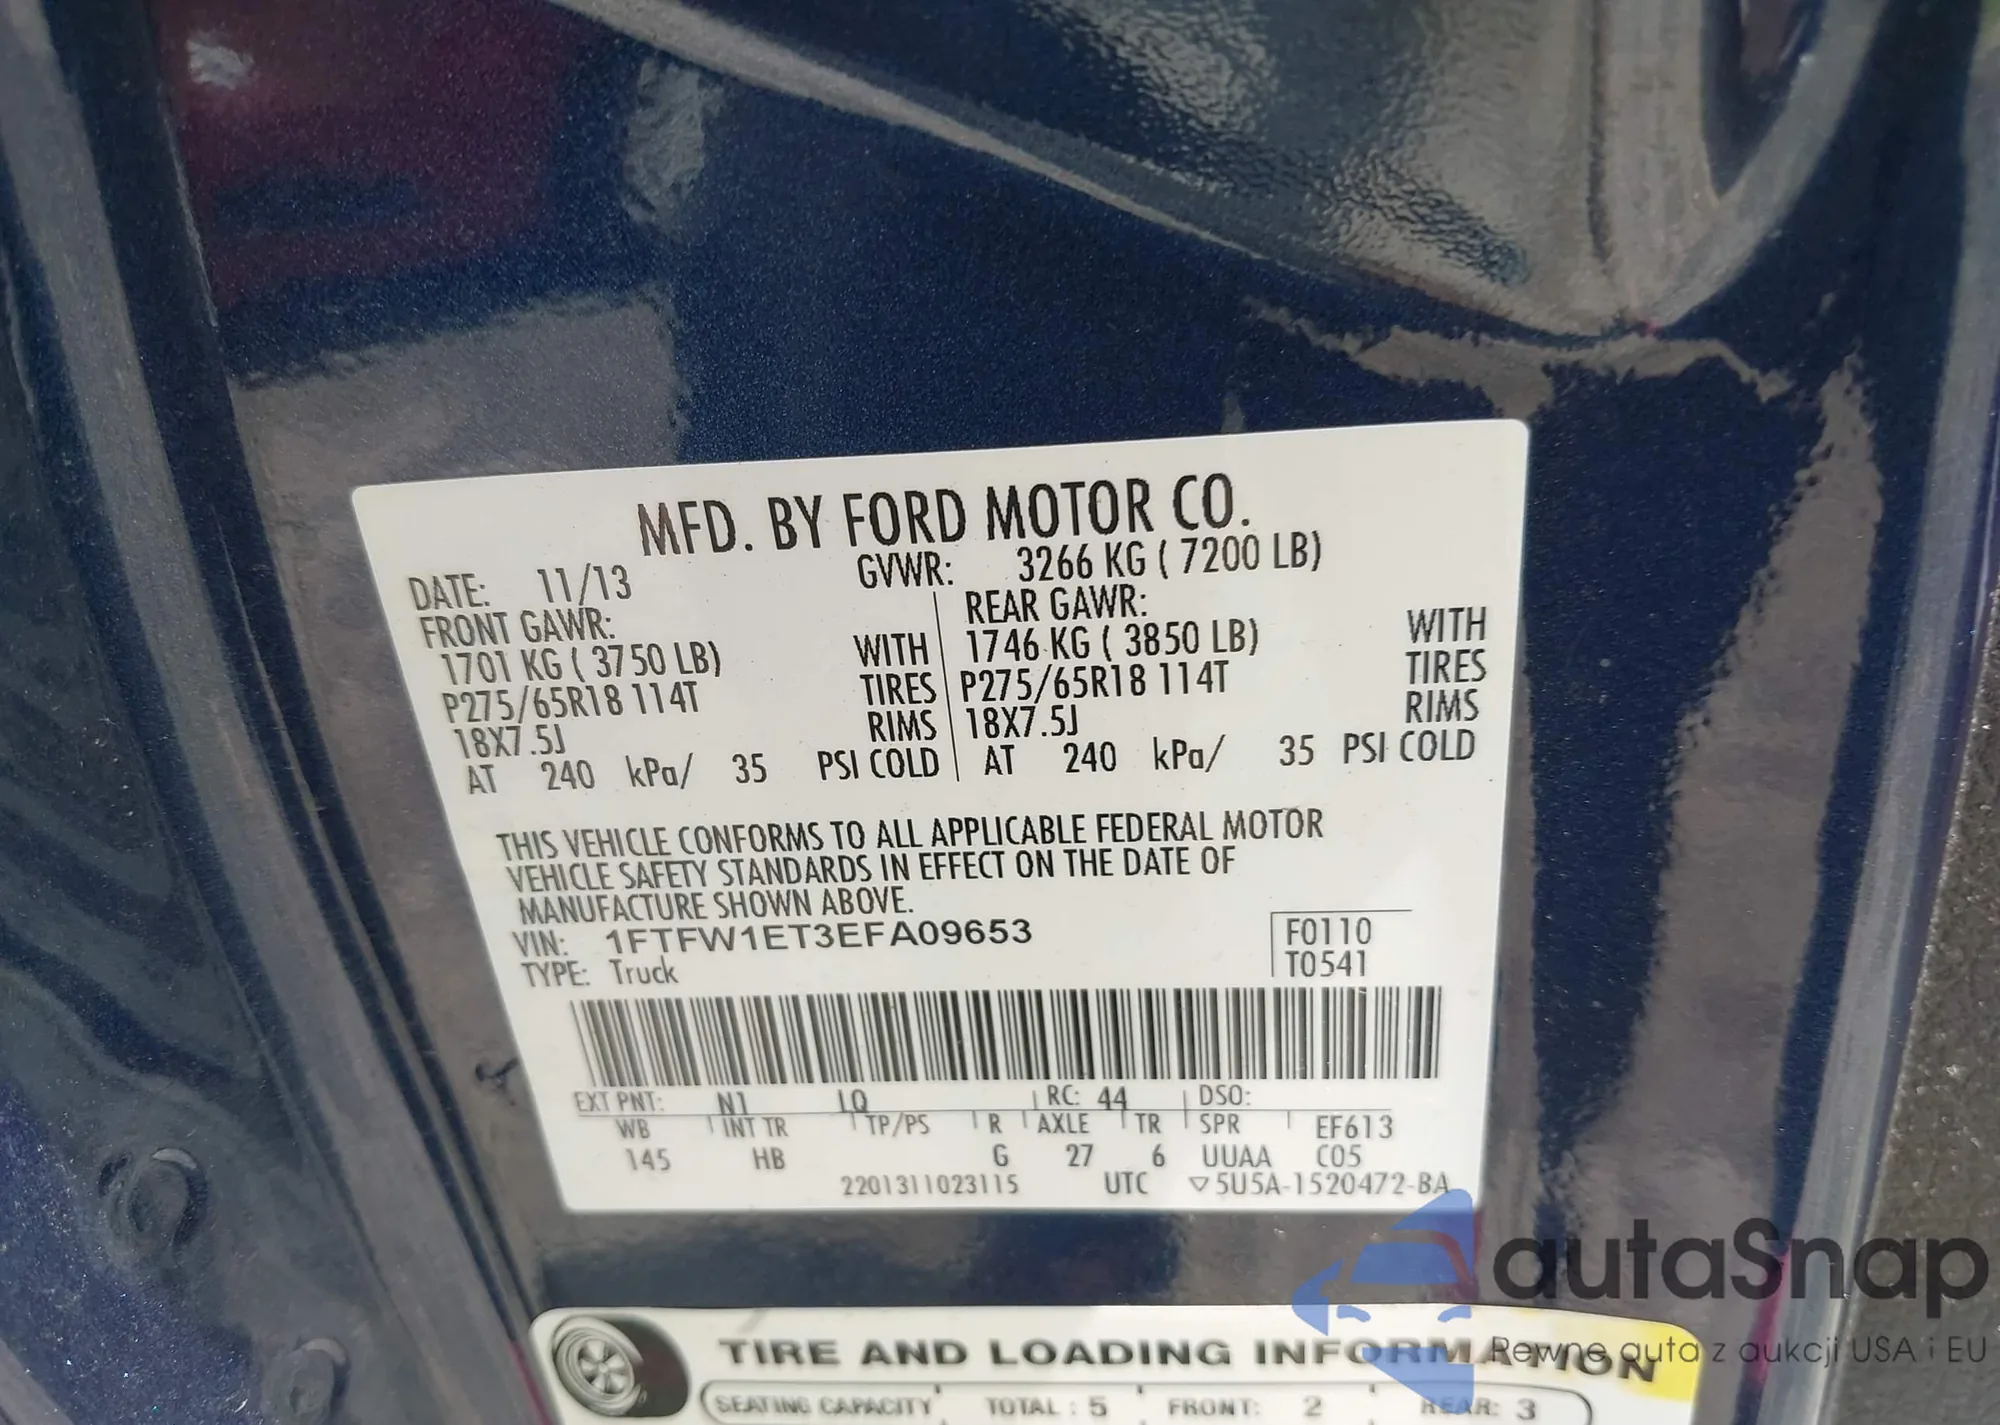 MFD. BY FORD MOTOR CO.
DATE: 11/13 GVWR: 3266 KG ( 7200 LB)
FRONT GAWR: REAR GAWR:
1701 KG ( 3750 LB) WITH 1746 KG ( 3850 LB) WITH
P275/65R18 114T TIRES P275/65R18 114T TIRES
18X7.5J RIMS 18X7.5J RIMS
AT 240 kPa/ 35 PSI COLD AT 240 kPa/ 35 PSI COLD
THIS VEHICLE CONFORMS TO ALL APPLICABLE FEDERAL MOTOR
VEHICLE SAFETY STANDARDS IN EFFECT ON THE DATE OF
MANUFACTURE SHOWN ABOVE.
VIN: 1FTFW1ET3EFA09653 F0110
TYPE: Truck T0541
EXT PNT: N1 LQ RC: 44 DSO:
WB INT TR TP/PS R AXLE TR SPR EF613
145 HB G 27 6 UUAA C05
2201311023115 UTC ▽5U5A-1520472-BA
autaSnap
Pewne auta z aukcji USA i EU
TIRE AND LOADING INFORMATION
SEATING CAPACITY TOTAL : 5 FRONT: 2 REAR: 3